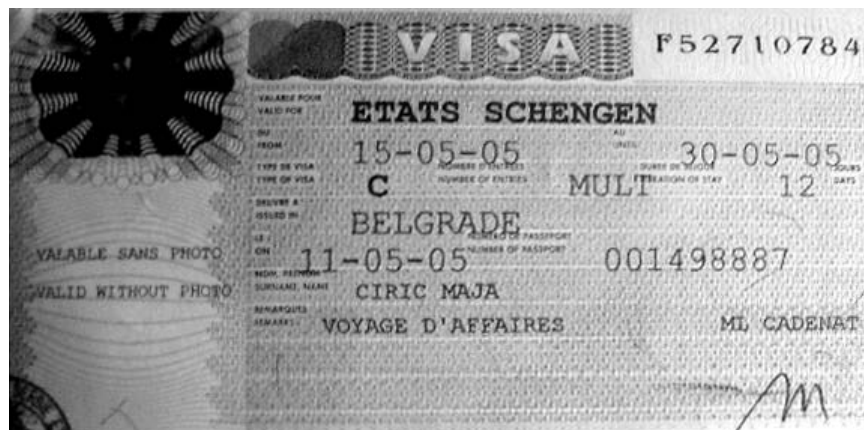 VISA F52710784
VALABLE POUR
VALID FOR ETATS SCHENGEN
DU AU
FROM 15-05-05 UNTIL 30-05-05
TYPE DE VISA NOMBRE D'ENTREES DUREE DE SEJOUR JOURS
TYPE OF VISA C NUMBER OF ENTRIES MULT DURATION OF STAY 12 DAYS
DELIVRE A
ISSUED IN BELGRADE
LE NUMERO DE PASSEPORT
ON 11-05-05 NUMBER OF PASSPORT 001498887
VALABLE SANS PHOTO
VALID WITHOUT PHOTO
NOM, PRENOM
SURNAME, NAME CIRIC MAJA
REMARQUES
REMARKS VOYAGE D'AFFAIRES ML CADENAT